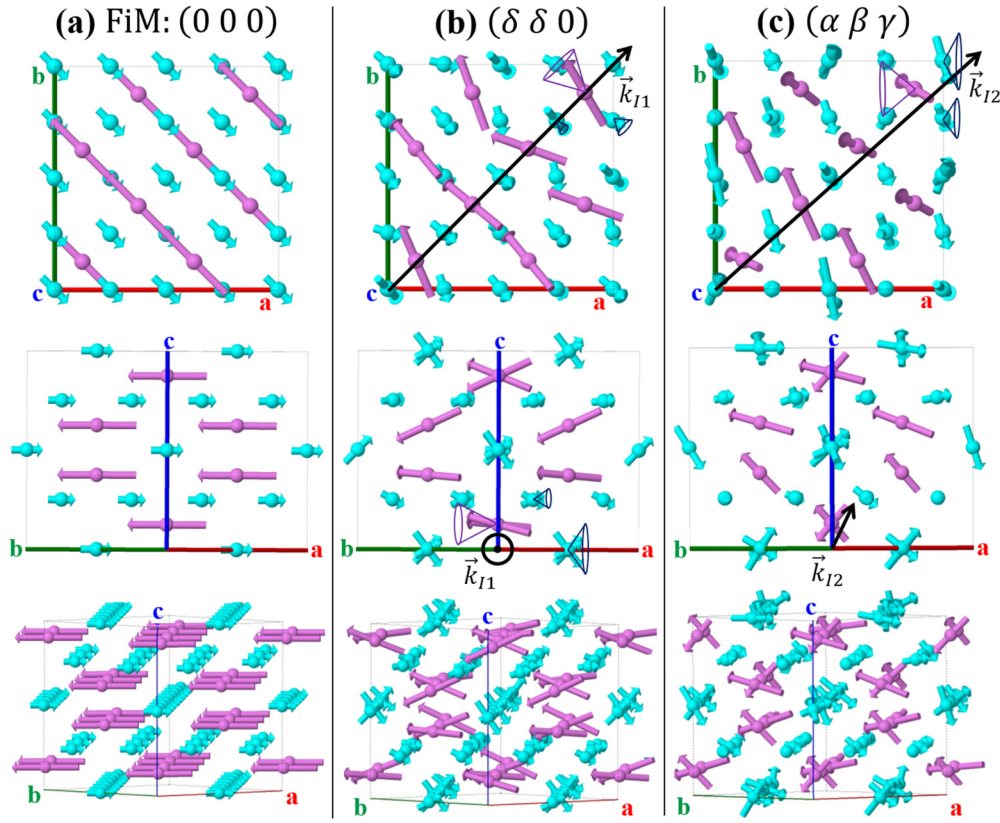 (a) FiM: (0 0 0)
(b) (δ δ 0)
(c) (α β γ)
b
c
a
b
c
a
k⃗_{I1}
b
c
a
k⃗_{I2}
c
b
a
c
b
a
k⃗_{I1}
c
b
a
k⃗_{I2}
c
b
a
c
b
a
c
b
a